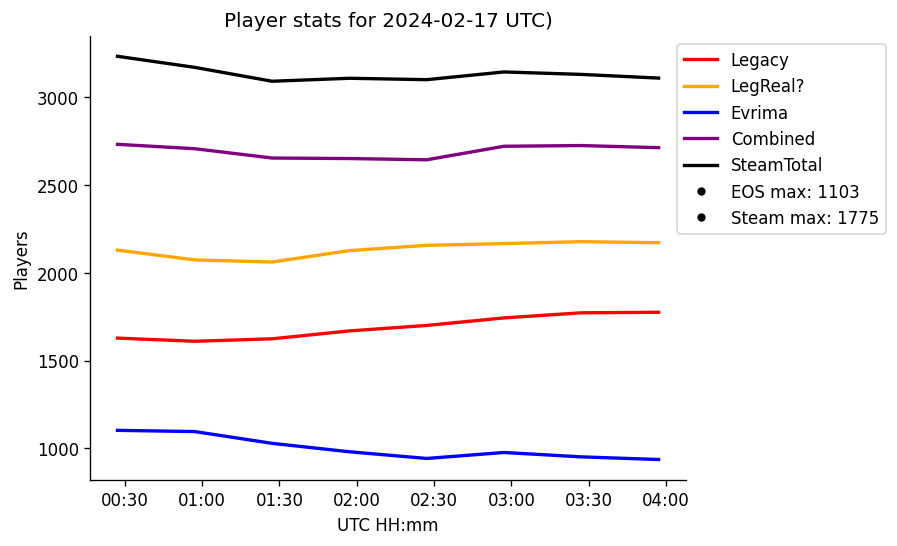 Player stats for 2024-02-17 UTC)
Legacy
LegReal?
Evrima
Combined
SteamTotal
EOS max: 1103
Steam max: 1775
Players
3000
2500
2000
1500
1000
00:30 01:00 01:30 02:00 02:30 03:00 03:30 04:00
UTC HH:mm